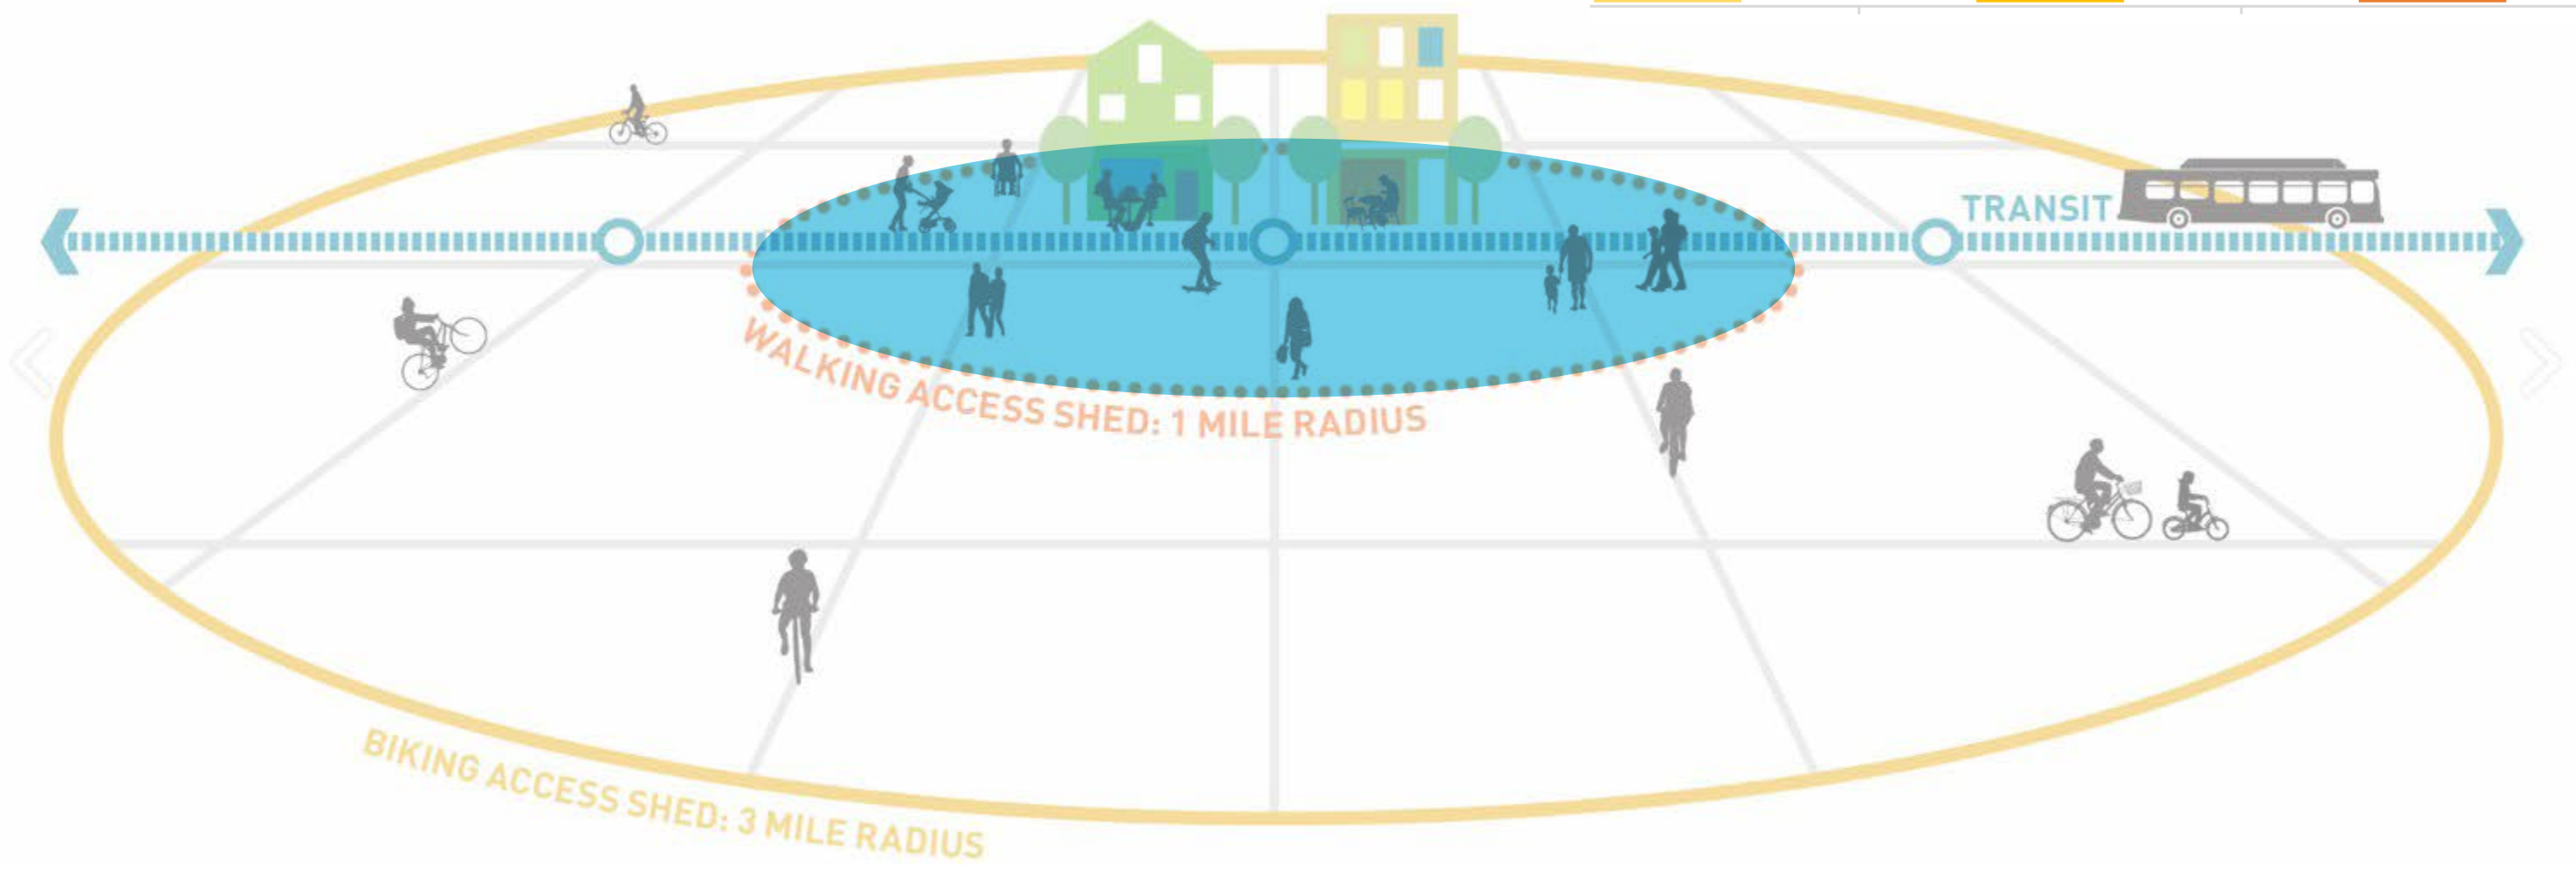 TRANSIT
WALKING ACCESS SHED: 1 MILE RADIUS
BIKING ACCESS SHED: 3 MILE RADIUS